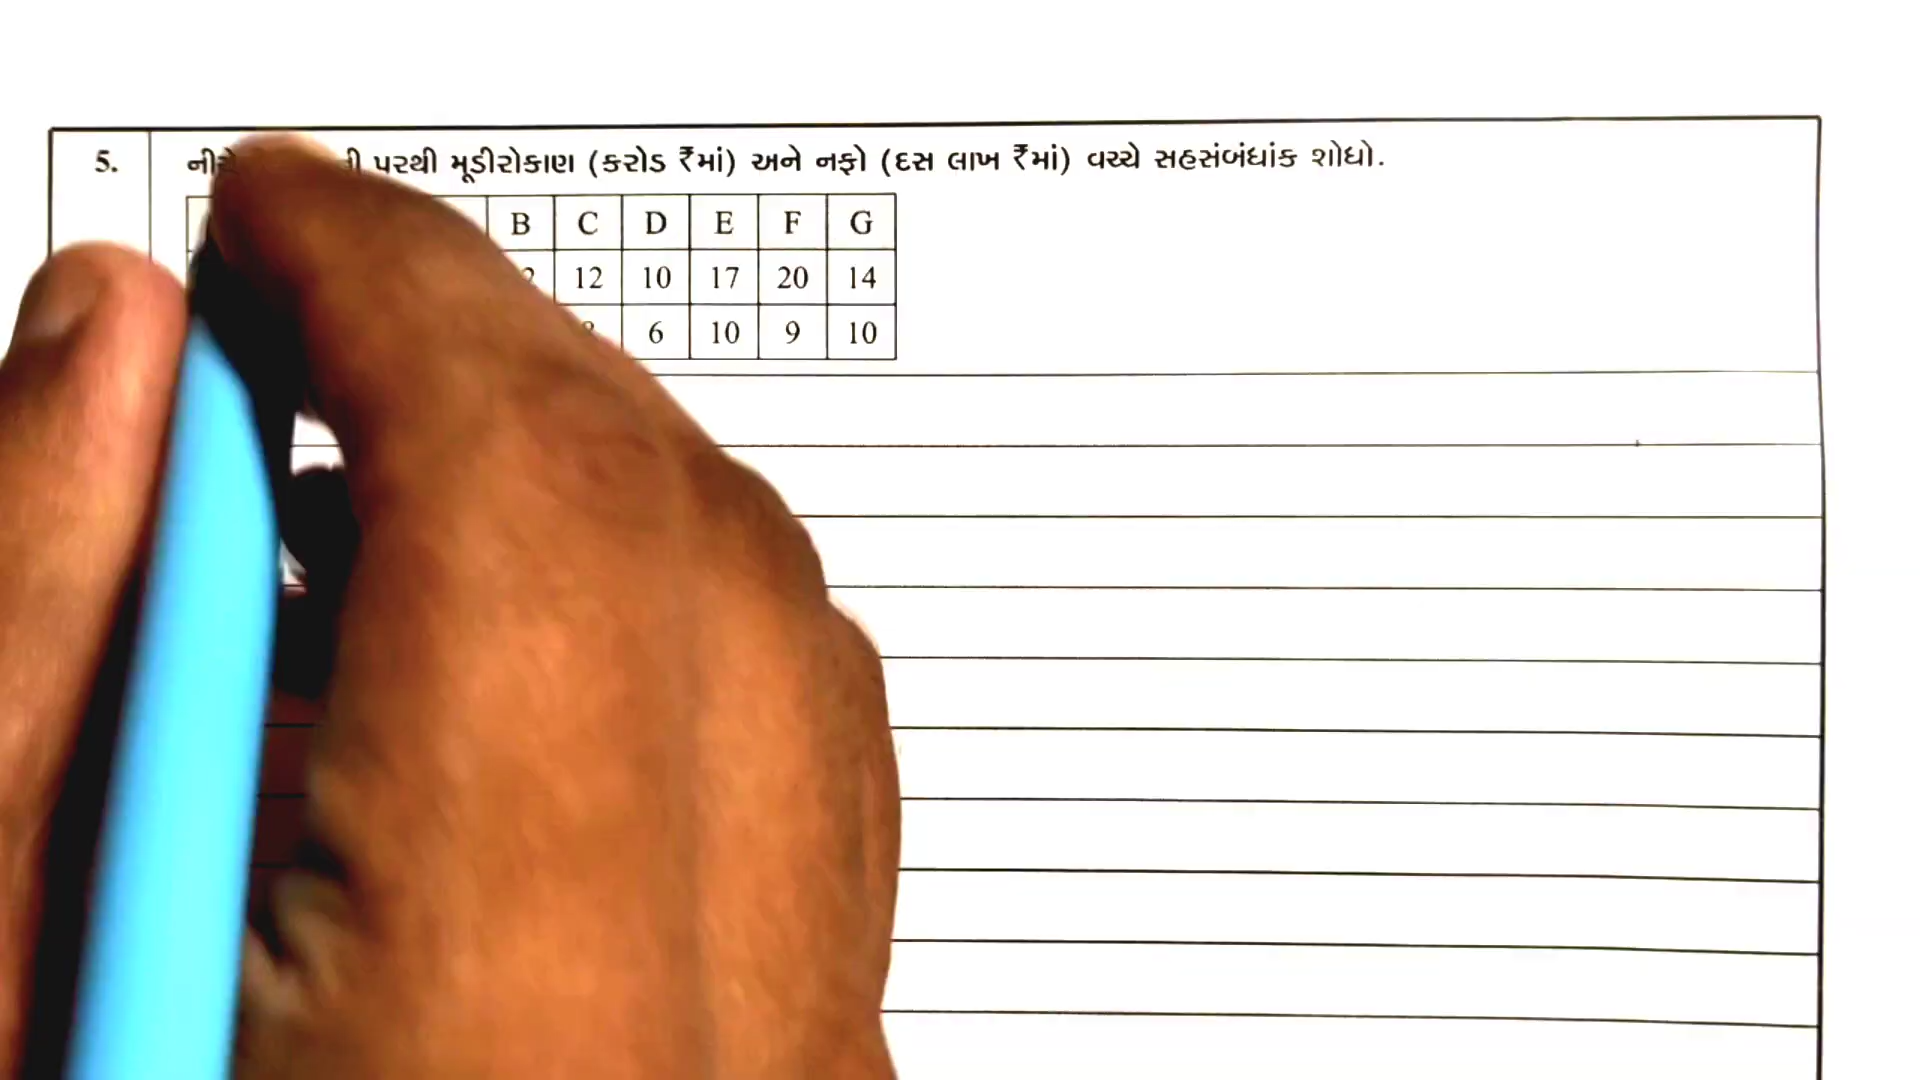 5. પરથી મૂડીરોકાણ (કરોડ ₹માં) અને નફો (દસ લાખ ₹માં) વચ્ચે સહસંબંધાંક શોધો.
B C D E F G
12 10 17 20 14
6 10 9 10